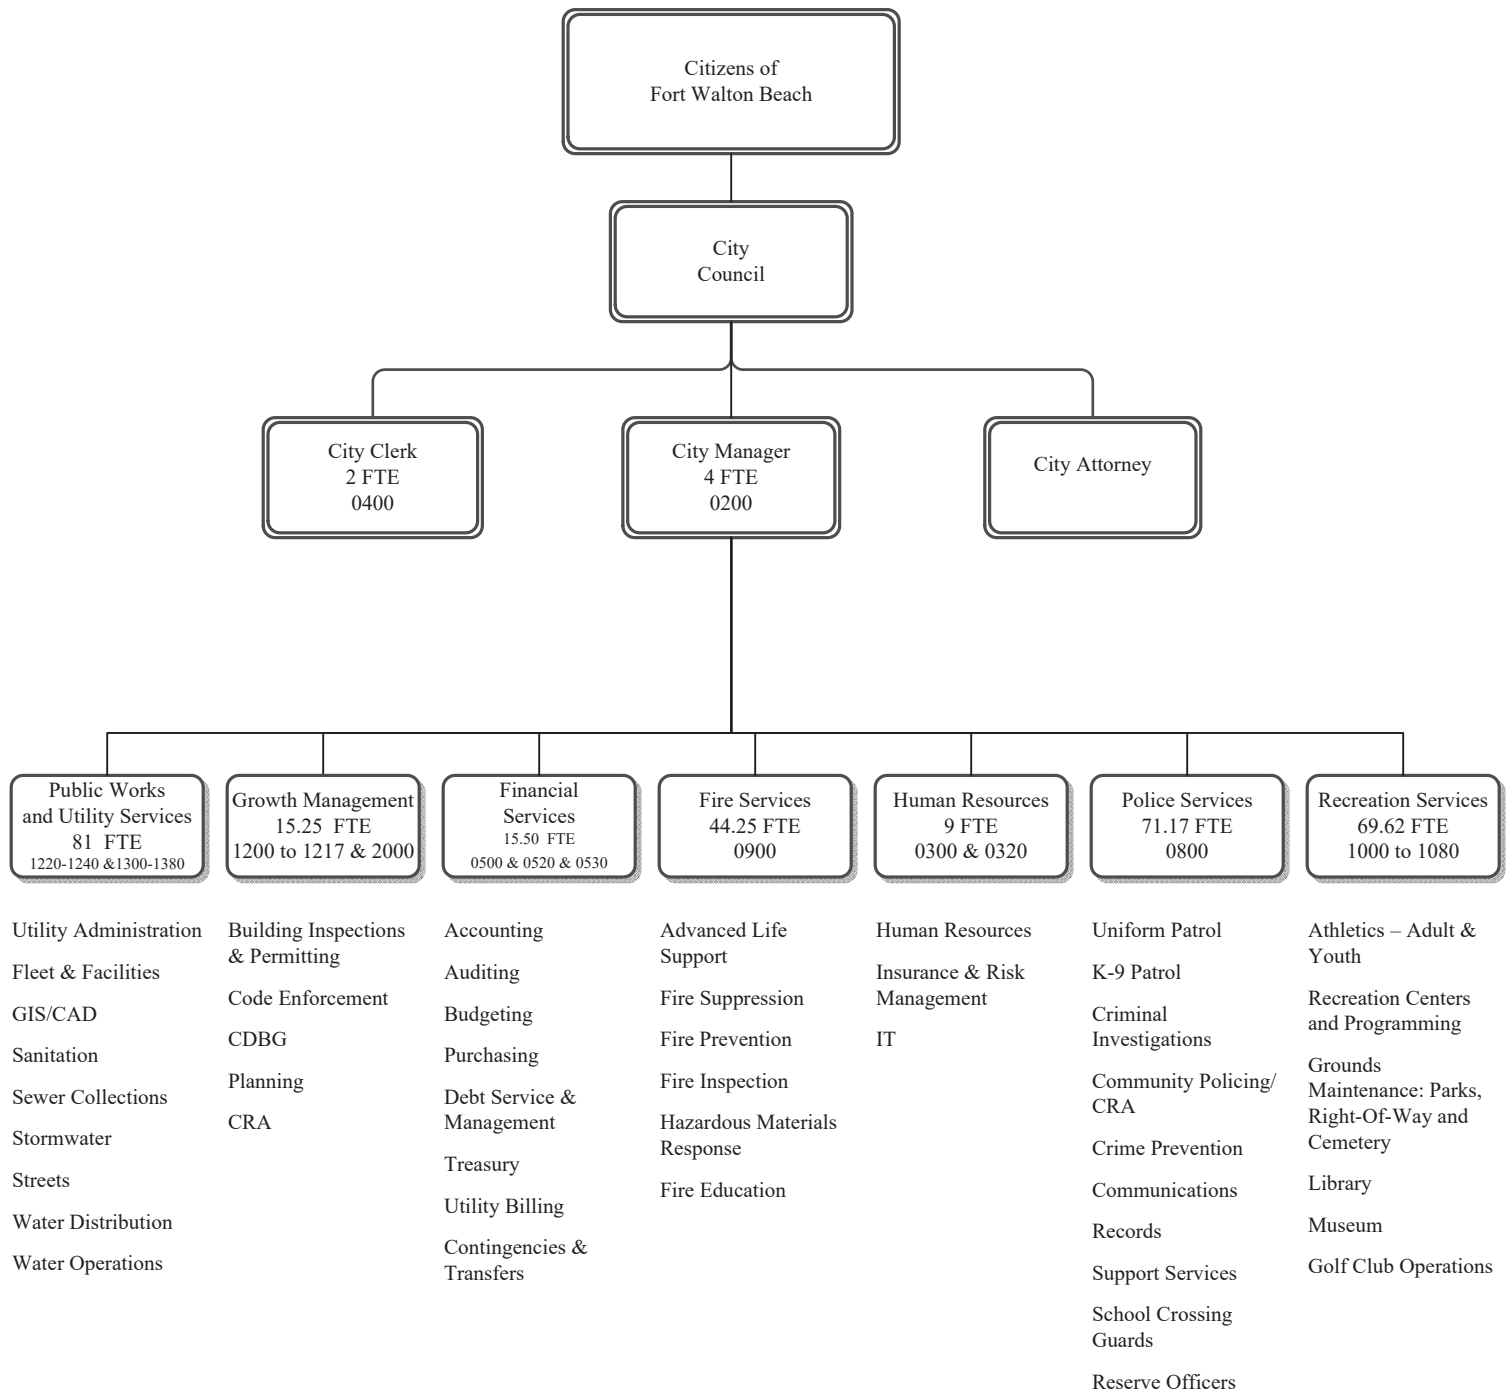 Citizens of
Fort Walton Beach
City
Council
City Clerk
2 FTE
0400
City Manager
4 FTE
0200
City Attorney
Public Works
and Utility Services
81 FTE
1220-1240 &1300-1380
Growth Management
15.25 FTE
1200 to 1217 & 2000
Financial
Services
15.50 FTE
0500 & 0520 & 0530
Fire Services
44.25 FTE
0900
Human Resources
9 FTE
0300 & 0320
Police Services
71.17 FTE
0800
Recreation Services
69.62 FTE
1000 to 1080
Utility Administration
Fleet & Facilities
GIS/CAD
Sanitation
Sewer Collections
Stormwater
Streets
Water Distribution
Water Operations
Building Inspections
& Permitting
Code Enforcement
CDBG
Planning
CRA
Accounting
Auditing
Budgeting
Purchasing
Debt Service &
Management
Treasury
Utility Billing
Contingencies &
Transfers
Advanced Life
Support
Fire Suppression
Fire Prevention
Fire Inspection
Hazardous Materials
Response
Fire Education
Human Resources
Insurance & Risk
Management
IT
Uniform Patrol
K-9 Patrol
Criminal
Investigations
Community Policing/
CRA
Crime Prevention
Communications
Records
Support Services
School Crossing
Guards
Reserve Officers
Athletics – Adult &
Youth
Recreation Centers
and Programming
Grounds
Maintenance: Parks,
Right-Of-Way and
Cemetery
Library
Museum
Golf Club Operations